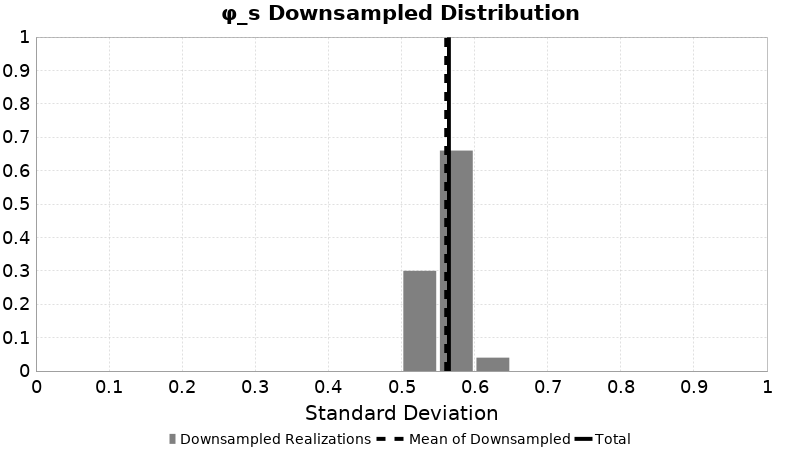 φ_s Downsampled Distribution
1
0.9
0.8
0.7
0.6
0.5
0.4
0.3
0.2
0.1
0
0 0.1 0.2 0.3 0.4 0.5 0.6 0.7 0.8 0.9 1
Standard Deviation
Downsampled Realizations Mean of Downsampled Total